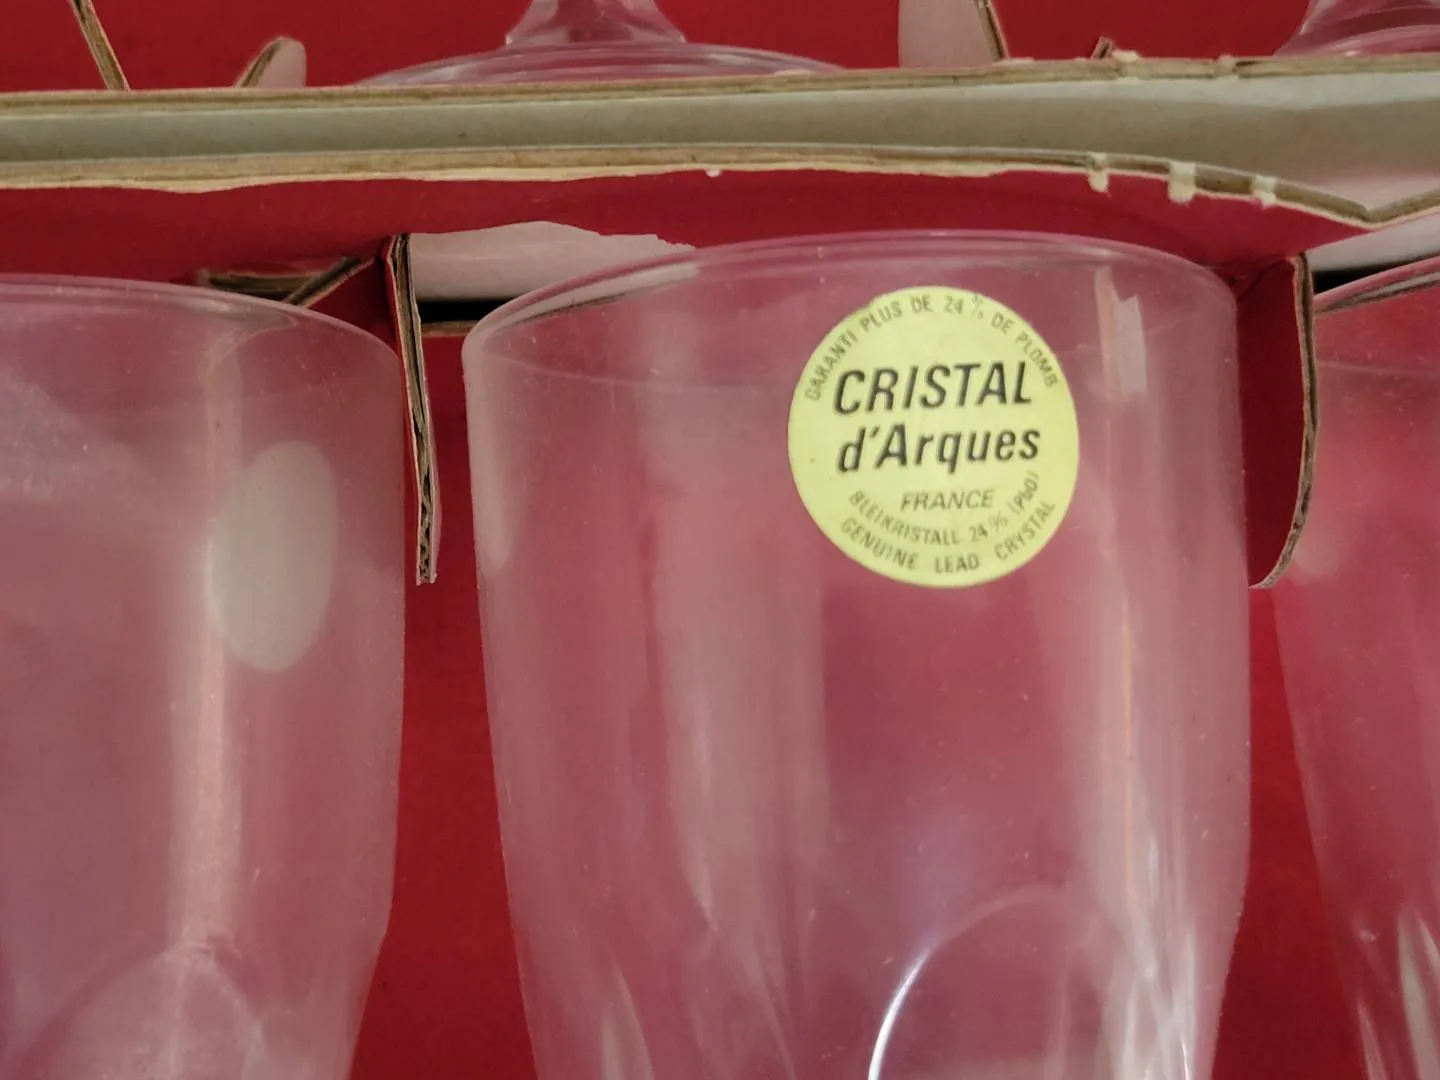 GARANTI PLUS DE 24 % DE PLOMB
CRISTAL
d'Arques
FRANCE
BLEIKRISTALL 24 % (PbO)
GENUINE LEAD CRYSTAL